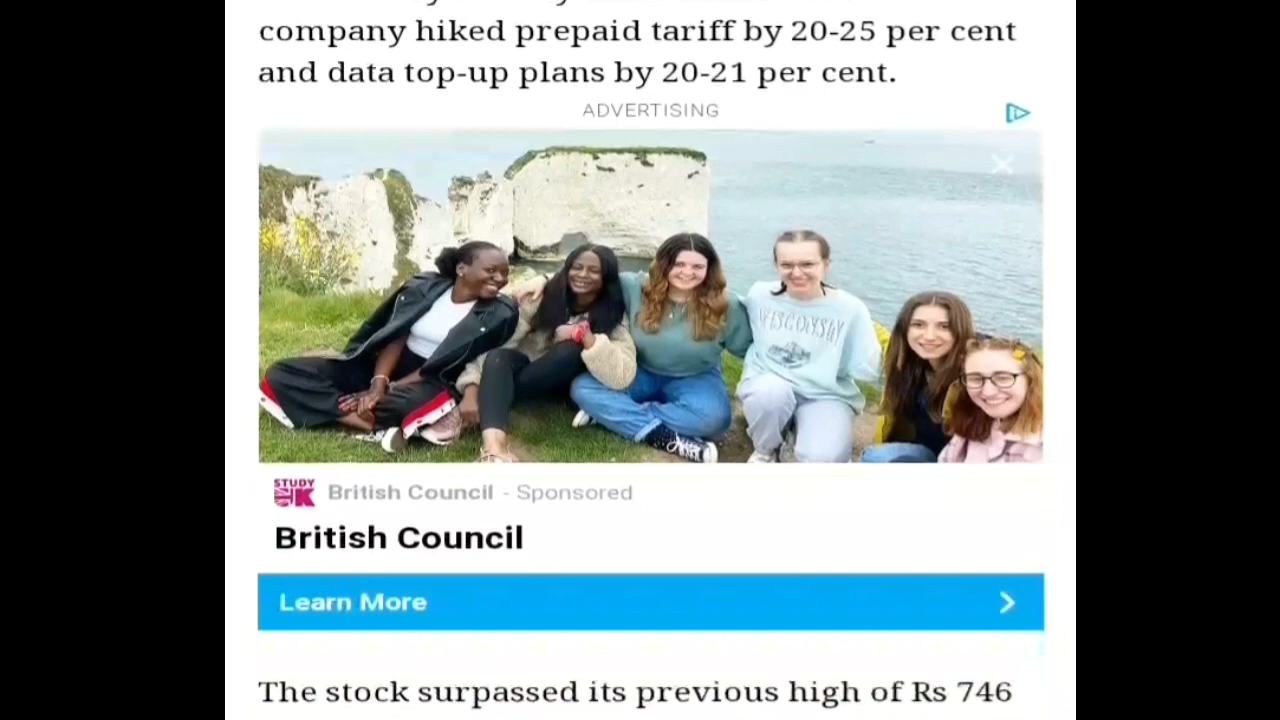 company hiked prepaid tariff by 20-25 per cent
and data top-up plans by 20-21 per cent.
ADVERTISING
WISCONSIN
STUDY
UK
British Council - Sponsored
British Council
Learn More
The stock surpassed its previous high of Rs 746